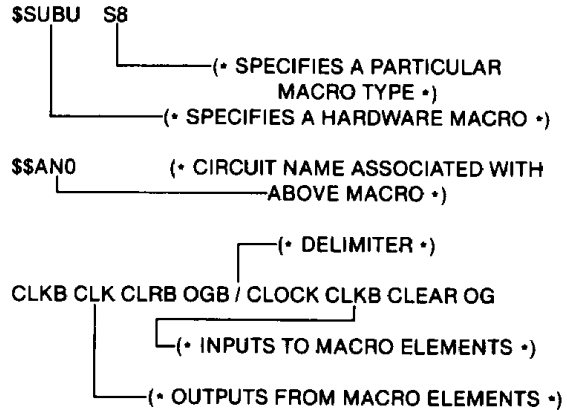 $SUBU S8
(* SPECIFIES A PARTICULAR
MACRO TYPE *)
(* SPECIFIES A HARDWARE MACRO *)
$$AN0 (* CIRCUIT NAME ASSOCIATED WITH
ABOVE MACRO *)
(* DELIMITER *)
CLKB CLK CLRB OGB / CLOCK CLKB CLEAR OG
(* INPUTS TO MACRO ELEMENTS *)
(* OUTPUTS FROM MACRO ELEMENTS *)